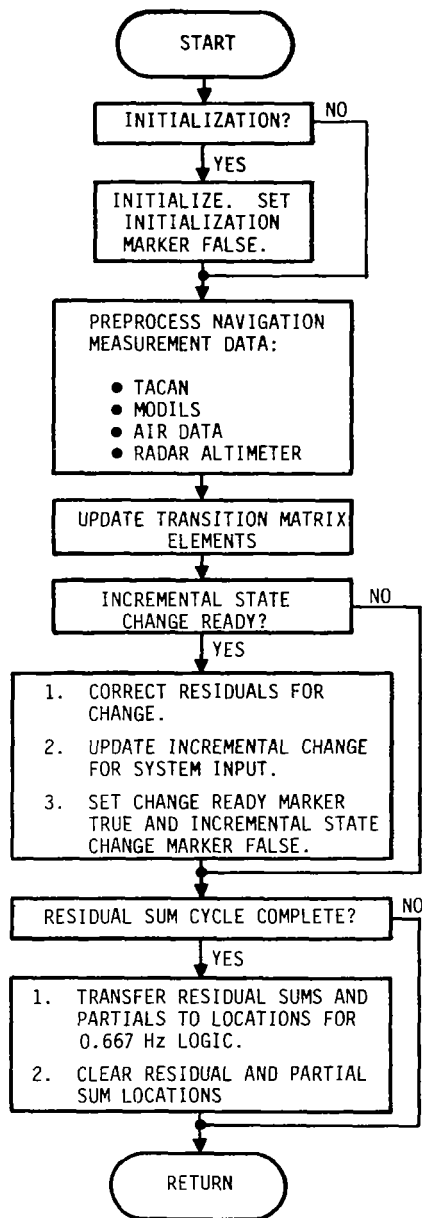 START
INITIALIZATION?
NO
YES
INITIALIZE. SET
INITIALIZATION
MARKER FALSE.
PREPROCESS NAVIGATION
MEASUREMENT DATA:
● TACAN
● MODILS
● AIR DATA
● RADAR ALTIMETER
UPDATE TRANSITION MATRIX
ELEMENTS
INCREMENTAL STATE
CHANGE READY?
NO
YES
1. CORRECT RESIDUALS FOR
CHANGE.
2. UPDATE INCREMENTAL CHANGE
FOR SYSTEM INPUT.
3. SET CHANGE READY MARKER
TRUE AND INCREMENTAL STATE
CHANGE MARKER FALSE.
RESIDUAL SUM CYCLE COMPLETE?
NO
YES
1. TRANSFER RESIDUAL SUMS AND
PARTIALS TO LOCATIONS FOR
0.667 Hz LOGIC.
2. CLEAR RESIDUAL AND PARTIAL
SUM LOCATIONS
RETURN